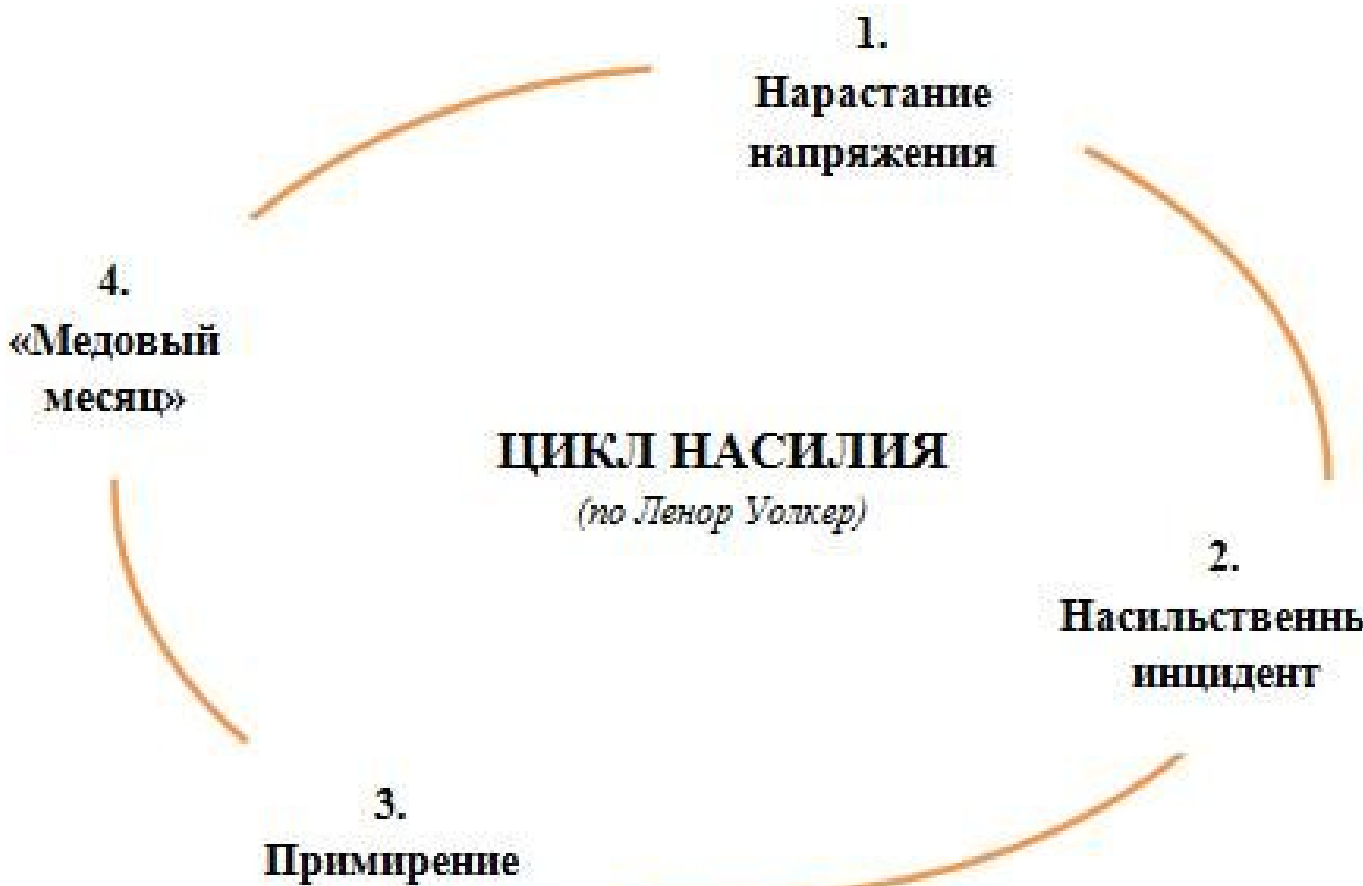 1.
Нарастание
напряжения
4.
«Медовый
месяц»
ЦИКЛ НАСИЛИЯ
(по Ленор Уолкер)
2.
Насильственнь
инцидент
3.
Примирение